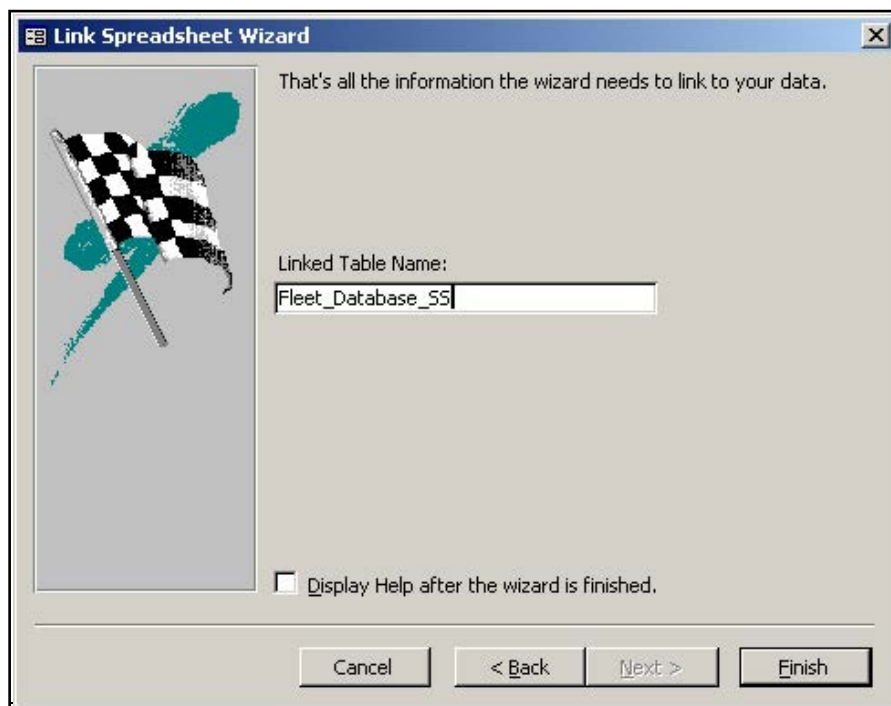 Link Spreadsheet Wizard
That's all the information the wizard needs to link to your data.
Linked Table Name:
Fleet_Database_SS
Display Help after the wizard is finished.
Cancel
< Back
Next >
Finish